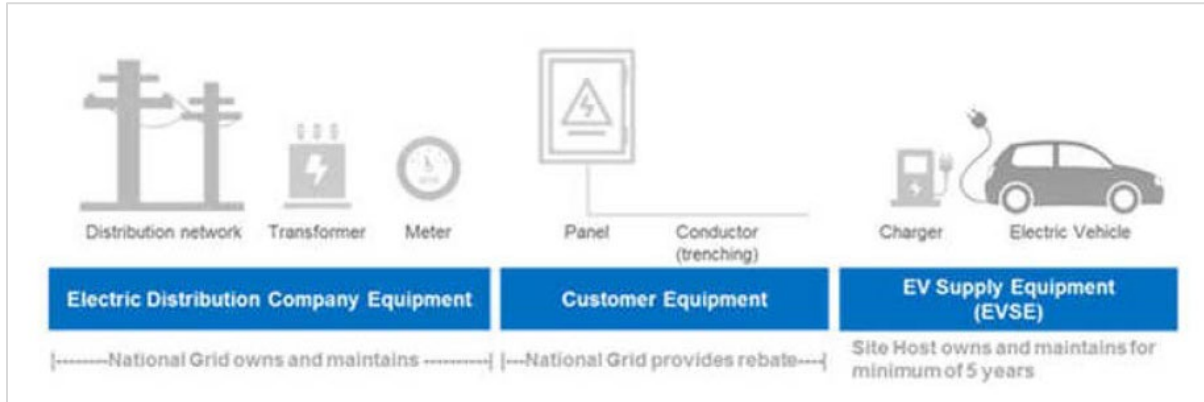 Distribution network
Transformer
Meter
Panel
Conductor
(trenching)
Charger
Electric Vehicle
Electric Distribution Company Equipment
Customer Equipment
EV Supply Equipment
(EVSE)
|--------National Grid owns and maintains ----------|
|---National Grid provides rebate----|
Site Host owns and maintains for
minimum of 5 years